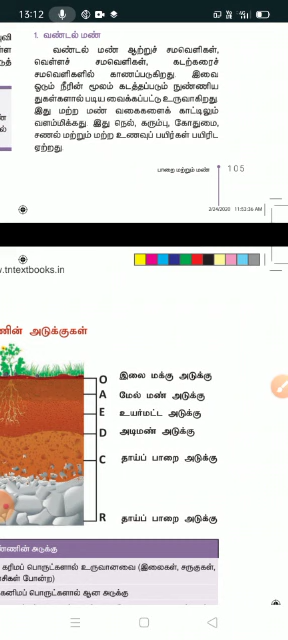 13:12
1. வண்டல் மண்
வண்டல் மண் ஆற்றுச் சமவெளிகள்,
வெள்ளச் சமவெளிகள், கடற்கரைச்
சமவெளிகளில் காணப்படுகிறது. இவை
ஓடும் நீரின் மூலம் கடத்தப்படும் நுண்ணிய
துகள்களால் படிய வைக்கப்பட்டு உருவாகிறது.
இது மற்ற மண் வகைகளைக் காட்டிலும்
வளம்மிக்கது. இது நெல், கரும்பு, கோதுமை,
சணல் மற்றும் மற்ற உணவுப் பயிர்கள் பயிரிட
ஏற்றது.
பாறை மற்றும் மண் 105
2/24/2020 11:53:36 AM
.tntextbooks.in
ணின் அடுக்குகள்
O இலை மக்கு அடுக்கு
A மேல் மண் அடுக்கு
E உயர்மட்ட அடுக்கு
D அடிமண் அடுக்கு
C தாய்ப் பாறை அடுக்கு
R தாய்ப் பாறை அடுக்கு
ண்ணின் அடுக்கு
கரிமப் பொருட்களால் உருவானவை (இலைகள், சருகுகள்,
சிகள் போன்ற)
கனிமப் பொருட்களால் ஆன அடுக்கு